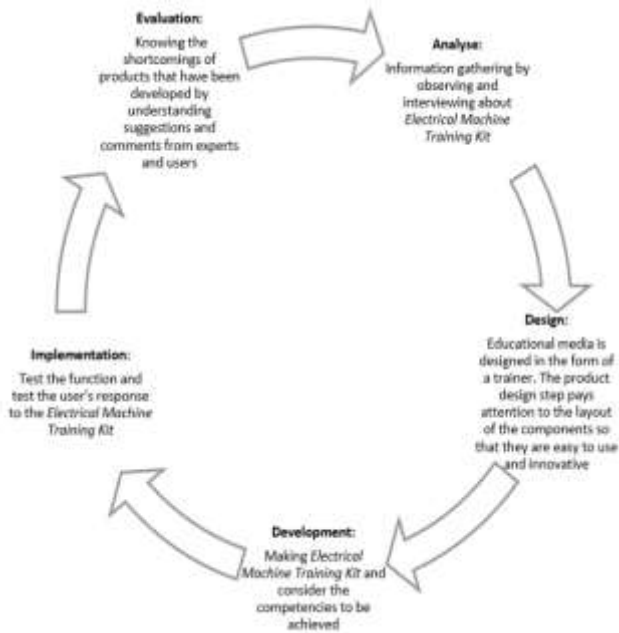 Evaluation:
Knowing the
shortcomings of
products that have been
developed by
understanding
suggestions and
comments from experts
and users
Analyse:
Information gathering by
observing and
interviewing about
Electrical Machine
Training Kit
Design:
Educational media is
designed in the form of
a trainer. The product
design step pays
attention to the layout
of the components so
that they are easy to use
and innovative
Development:
Making Electrical
Machine Training Kit and
consider the
competencies to be
achieved
Implementation:
Test the function and
test the user's response
to the Electrical Machine
Training Kit